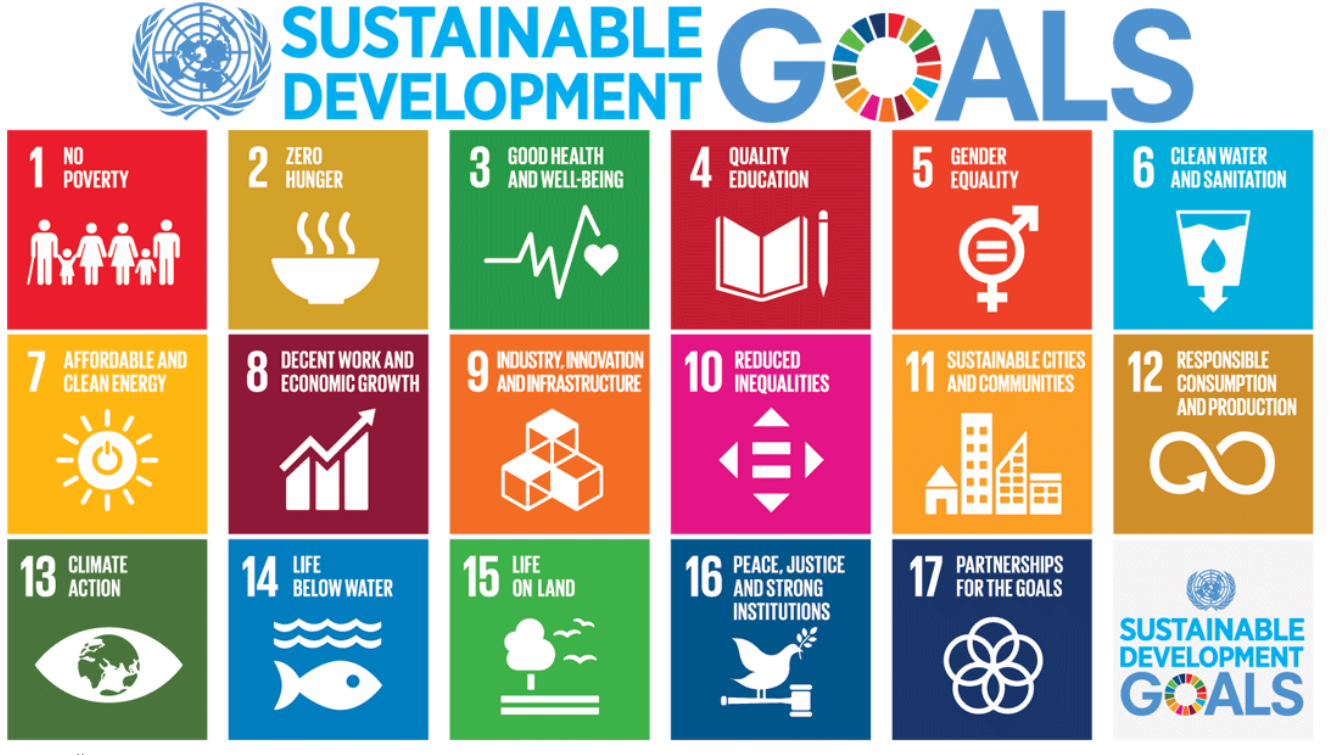 SUSTAINABLE
DEVELOPMENT
GOALS
1 NO
POVERTY
2 ZERO
HUNGER
3 GOOD HEALTH
AND WELL-BEING
4 QUALITY
EDUCATION
5 GENDER
EQUALITY
6 CLEAN WATER
AND SANITATION
7 AFFORDABLE AND
CLEAN ENERGY
8 DECENT WORK AND
ECONOMIC GROWTH
9 INDUSTRY, INNOVATION
AND INFRASTRUCTURE
10 REDUCED
INEQUALITIES
11 SUSTAINABLE CITIES
AND COMMUNITIES
12 RESPONSIBLE
CONSUMPTION
AND PRODUCTION
13 CLIMATE
ACTION
14 LIFE
BELOW WATER
15 LIFE
ON LAND
16 PEACE, JUSTICE
AND STRONG
INSTITUTIONS
17 PARTNERSHIPS
FOR THE GOALS
SUSTAINABLE
DEVELOPMENT
GOALS